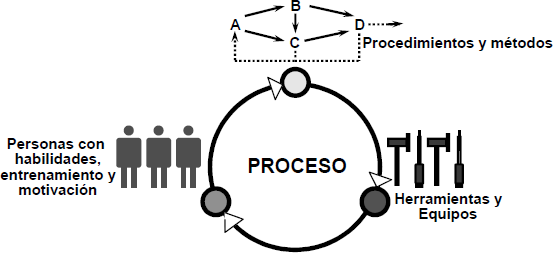 B
A
D
C
Procedimientos y métodos
Personas con
habilidades,
entrenamiento y
motivación
PROCESO
Herramientas y
Equipos